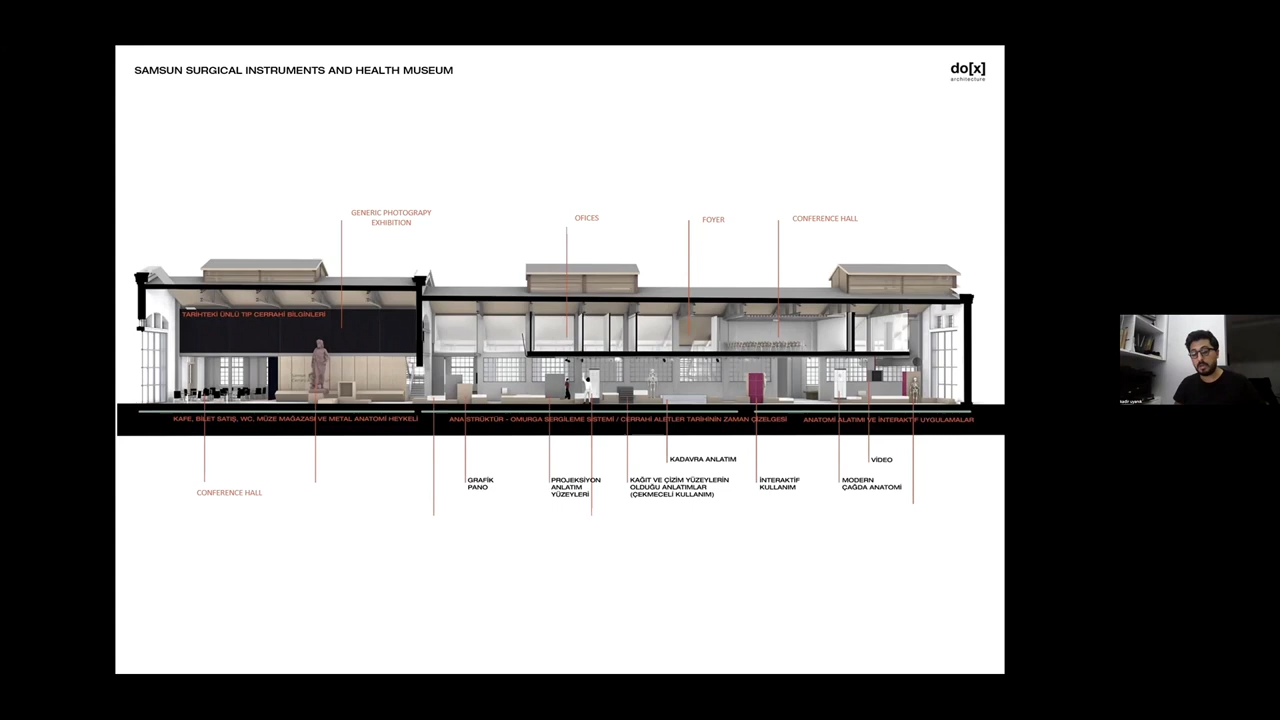 SAMSUN SURGICAL INSTRUMENTS AND HEALTH MUSEUM
do[x]
architecture
GENERIC PHOTOGRAPY
EXHIBITION
OFICES
FOYER
CONFERENCE HALL
TARİHTEKİ ÜNLÜ TIP CERRAHİ BİLGİNLERİ
KAFE, BİLET SATIŞ, WC, MÜZE MAĞAZASI VE METAL ANATOMİ HEYKELİ
ANA STRÜKTÜR - OMURGA SERGİLEME SİSTEMİ / CERRAHİ ALETLER TARİHİNİN ZAMAN ÇİZELGESİ
ANATOMİ ALATIMI VE İNTERAKTİF UYGULAMALAR
CONFERENCE HALL
GRAFİK
PANO
PROJEKSİYON
ANLATIM
YÜZEYLERİ
KADAVRA ANLATIM
KAĞIT VE ÇİZİM YÜZEYLERİN
OLDUĞU ANLATIMLAR
(ÇEKMECELİ KULLANIM)
İNTERAKTİF
KULLANIM
VİDEO
MODERN
ÇAĞDA ANATOMİ
kadir uyanık